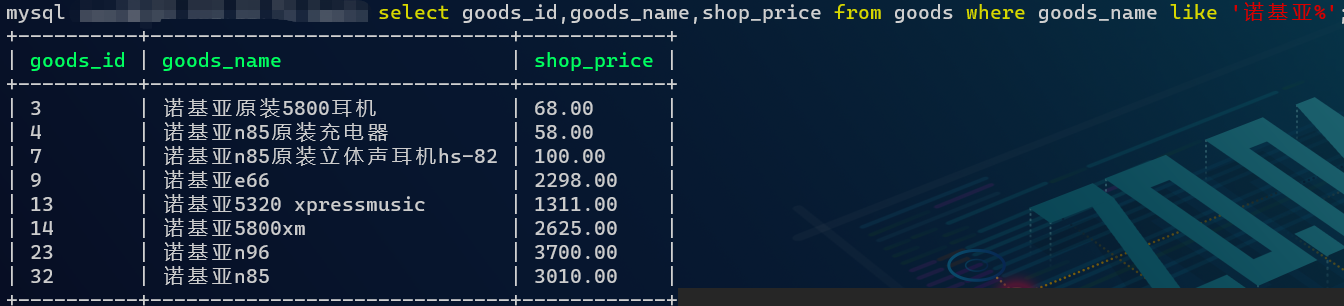 mysql select goods_id,goods_name,shop_price from goods where goods_name like '诺基亚%';
+----------+-------------------------------+------------+
| goods_id | goods_name | shop_price |
+----------+-------------------------------+------------+
| 3 | 诺基亚原装5800耳机 | 68.00 |
| 4 | 诺基亚n85原装充电器 | 58.00 |
| 7 | 诺基亚n85原装立体声耳机hs-82 | 100.00 |
| 9 | 诺基亚e66 | 2298.00 |
| 13 | 诺基亚5320 xpressmusic | 1311.00 |
| 14 | 诺基亚5800xm | 2625.00 |
| 23 | 诺基亚n96 | 3700.00 |
| 32 | 诺基亚n85 | 3010.00 |
+----------+-------------------------------+------------+